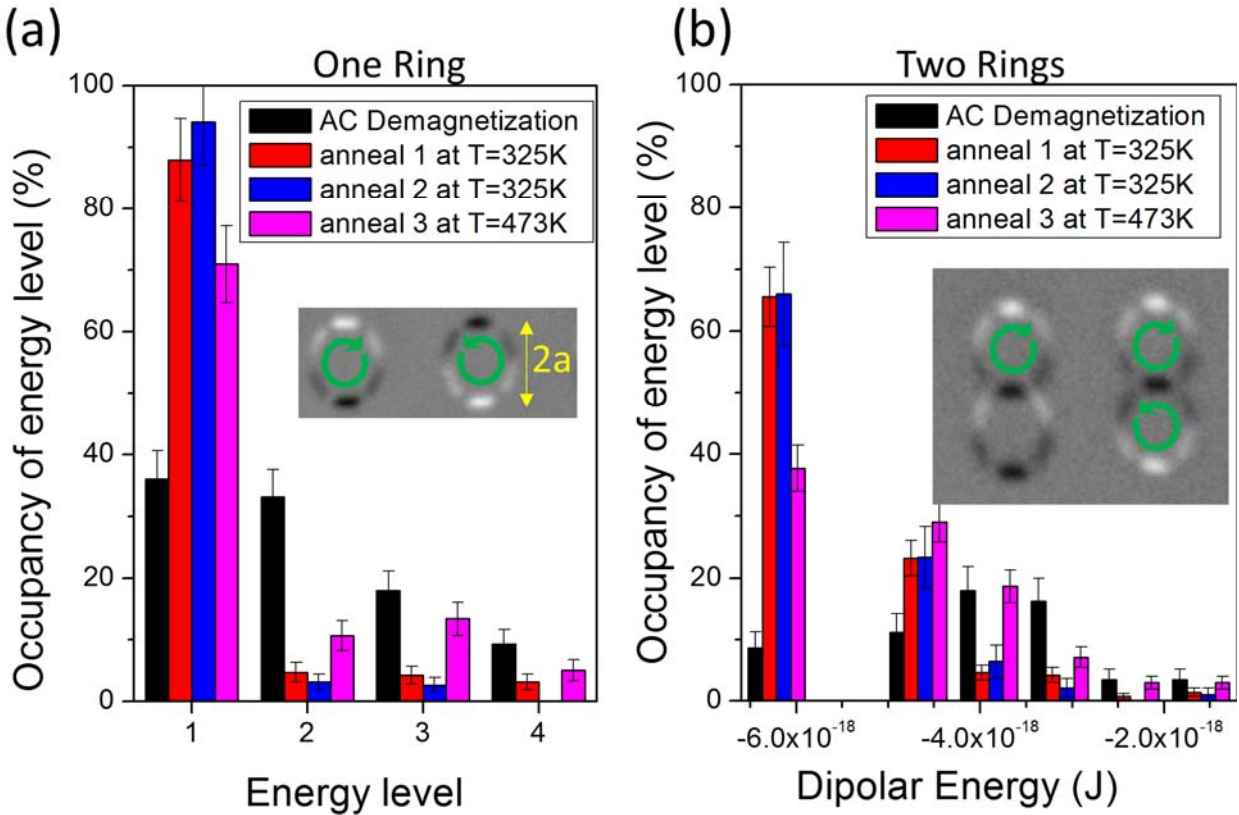 (a)
One Ring
100
80
60
40
20
0
Occupancy of energy level (%)
AC Demagnetization
anneal 1 at T=325K
anneal 2 at T=325K
anneal 3 at T=473K
2a
1 2 3 4
Energy level
(b)
Two Rings
100
80
60
40
20
0
Occupancy of energy level (%)
AC Demagnetization
anneal 1 at T=325K
anneal 2 at T=325K
anneal 3 at T=473K
-6.0x10⁻¹⁸ -4.0x10⁻¹⁸ -2.0x10⁻¹⁸
Dipolar Energy (J)